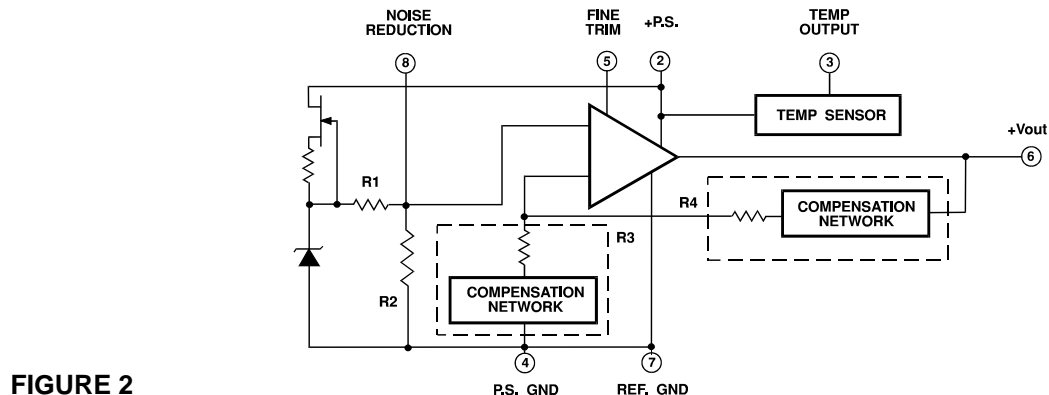 NOISE
REDUCTION
8
FINE
TRIM
5
+P.S.
2
TEMP
OUTPUT
3
TEMP SENSOR
+Vout
6
R1
R2
R3
COMPENSATION
NETWORK
R4
COMPENSATION
NETWORK
4
P.S. GND
7
REF. GND
FIGURE 2